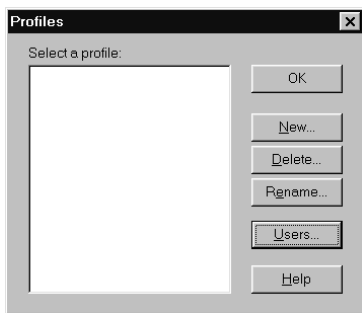 Profiles
Select a profile:
OK
New...
Delete...
Rename...
Users...
Help